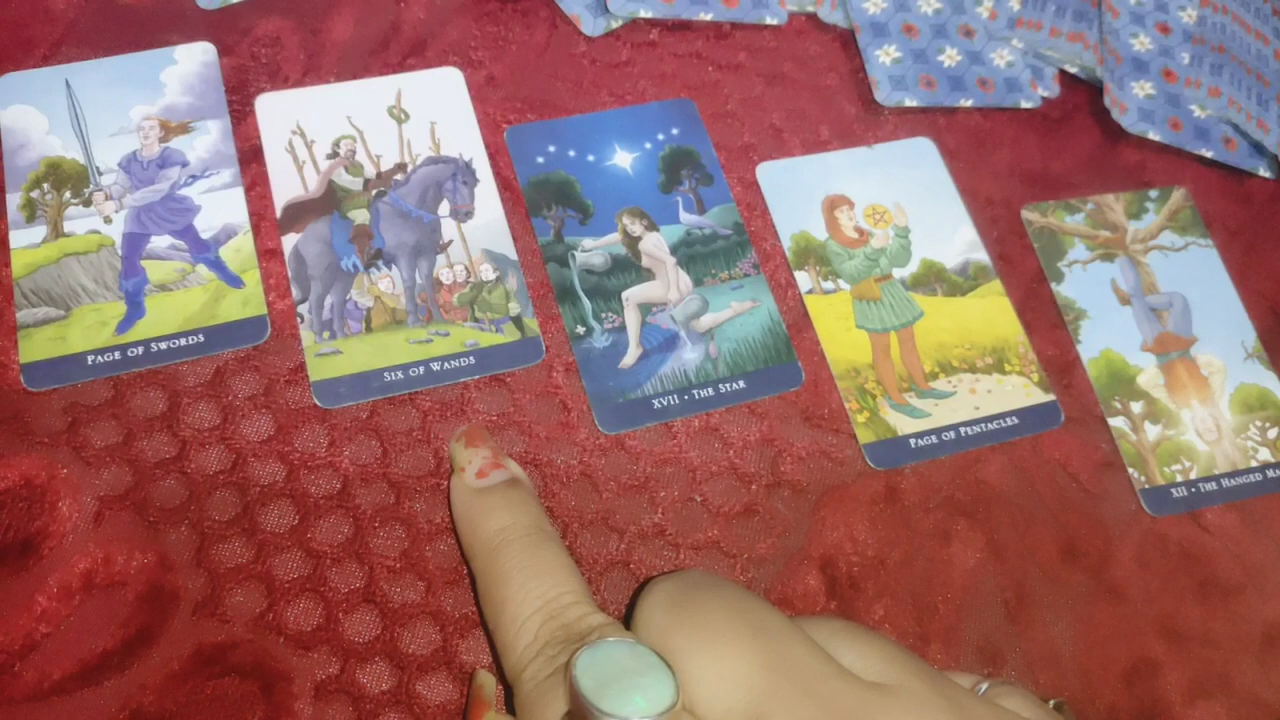 PAGE OF SWORDS
SIX OF WANDS
XVII • THE STAR
PAGE OF PENTACLES
XII • THE HANGED MA